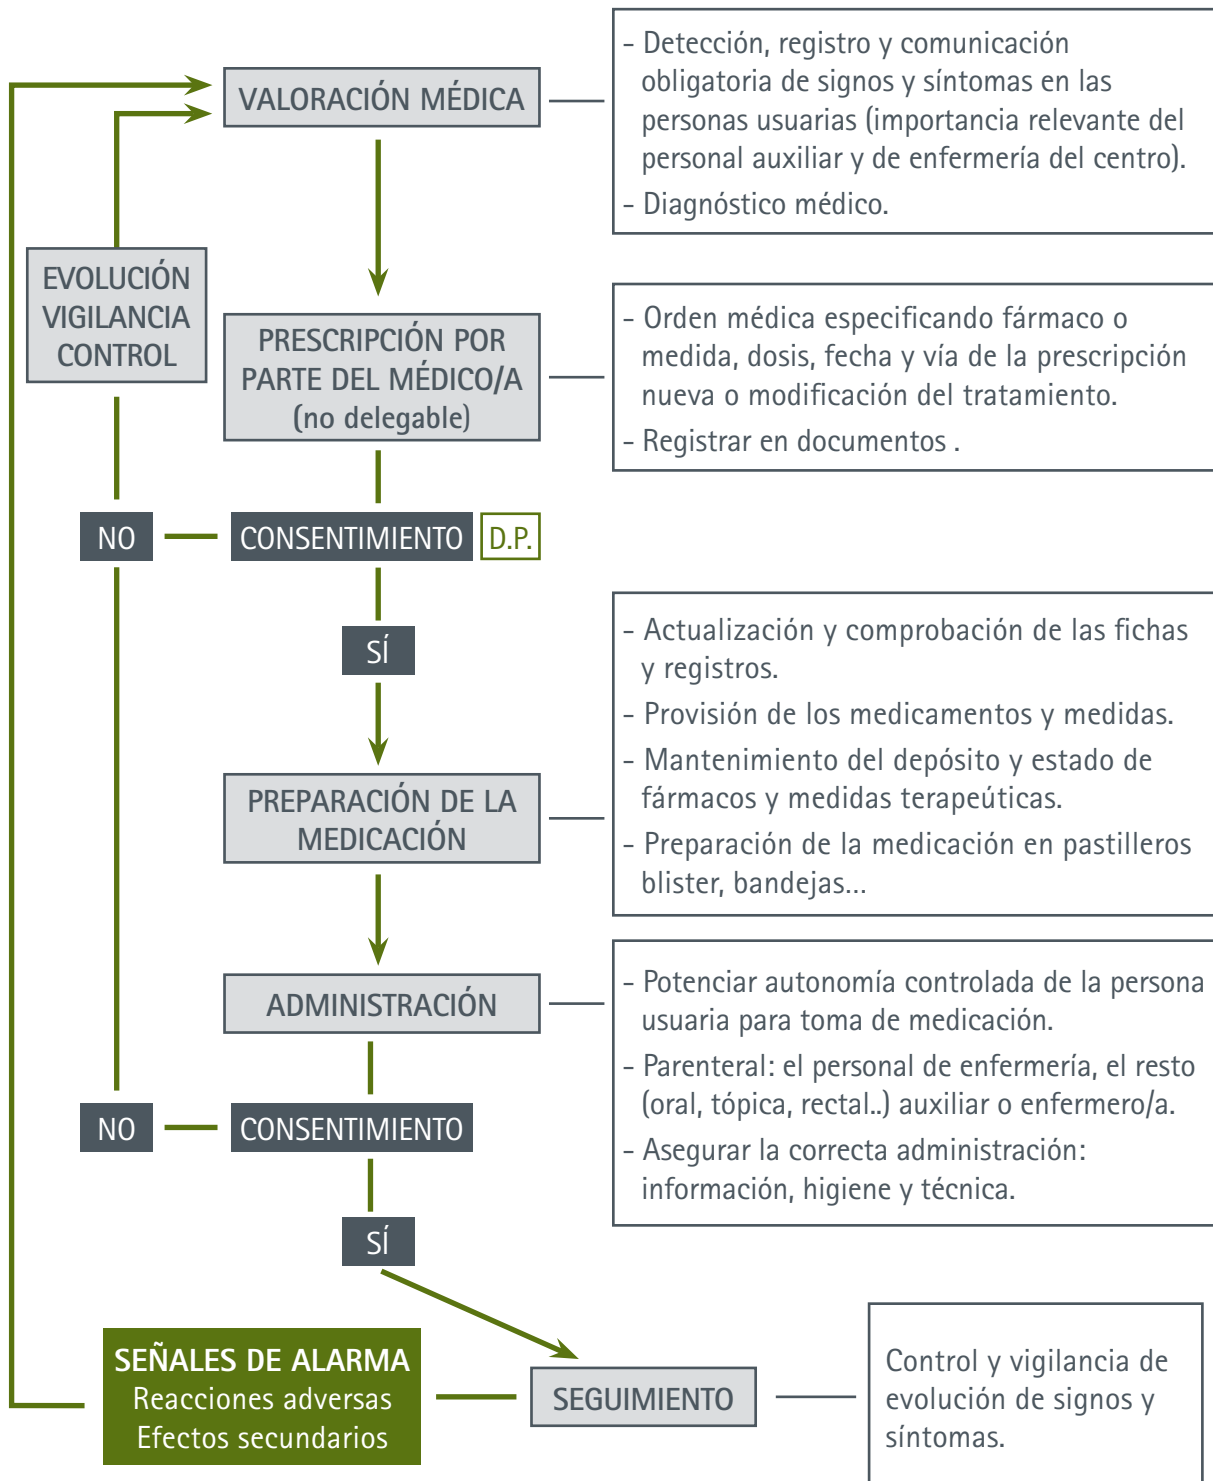 VALORACIÓN MÉDICA
- Detección, registro y comunicación
obligatoria de signos y síntomas en las
personas usuarias (importancia relevante del
personal auxiliar y de enfermería del centro).
- Diagnóstico médico.
EVOLUCIÓN
VIGILANCIA
CONTROL
PRESCRIPCIÓN POR
PARTE DEL MÉDICO/A
(no delegable)
- Orden médica especificando fármaco o
medida, dosis, fecha y vía de la prescripción
nueva o modificación del tratamiento.
- Registrar en documentos .
NO
CONSENTIMIENTO
D.P.
SÍ
PREPARACIÓN DE LA
MEDICACIÓN
- Actualización y comprobación de las fichas
y registros.
- Provisión de los medicamentos y medidas.
- Mantenimiento del depósito y estado de
fármacos y medidas terapeúticas.
- Preparación de la medicación en pastilleros
blister, bandejas...
ADMINISTRACIÓN
- Potenciar autonomía controlada de la persona
usuaria para toma de medicación.
- Parenteral: el personal de enfermería, el resto
(oral, tópica, rectal..) auxiliar o enfermero/a.
- Asegurar la correcta administración:
información, higiene y técnica.
NO
CONSENTIMIENTO
SÍ
SEÑALES DE ALARMA
Reacciones adversas
Efectos secundarios
SEGUIMIENTO
Control y vigilancia de
evolución de signos y
síntomas.